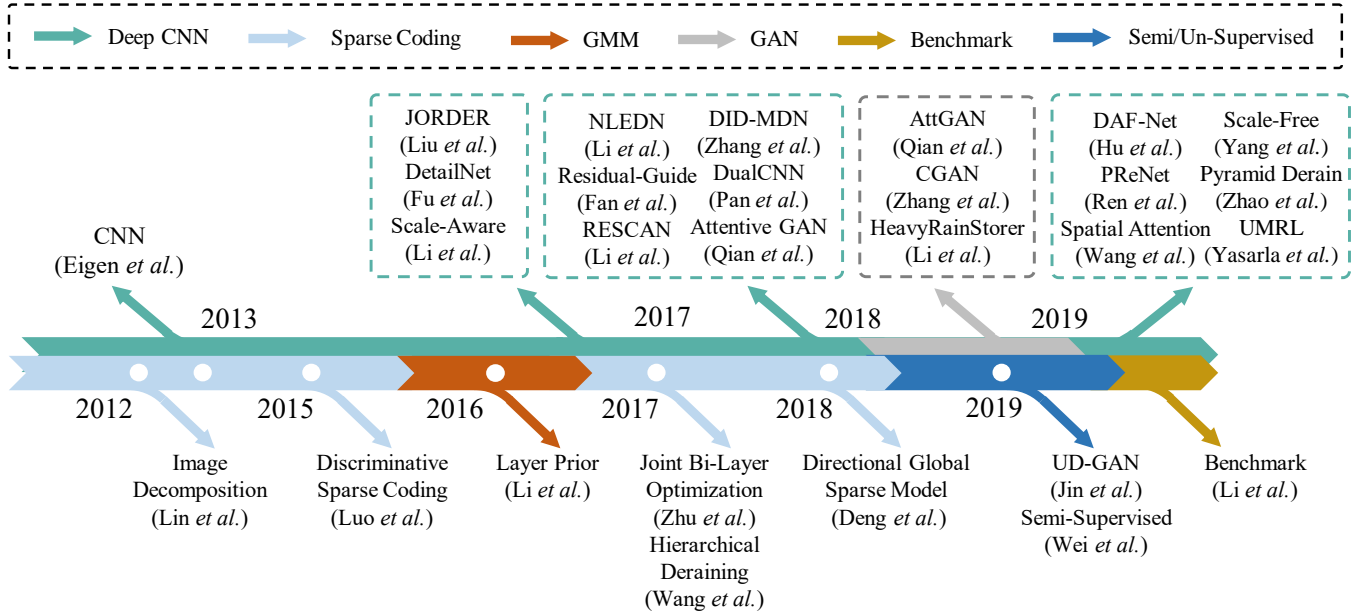 Deep CNN
Sparse Coding
GMM
GAN
Benchmark
Semi/Un-Supervised
CNN
(Eigen et al.)
JORDER
(Liu et al.)
DetailNet
(Fu et al.)
Scale-Aware
(Li et al.)
NLEDN
(Li et al.)
Residual-Guide
(Fan et al.)
RESCAN
(Li et al.)
DID-MDN
(Zhang et al.)
DualCNN
(Pan et al.)
Attentive GAN
(Qian et al.)
AttGAN
(Qian et al.)
CGAN
(Zhang et al.)
HeavyRainStorer
(Li et al.)
DAF-Net
(Hu et al.)
PReNet
(Ren et al.)
Spatial Attention
(Wang et al.)
Scale-Free
(Yang et al.)
Pyramid Derain
(Zhao et al.)
UMRL
(Yasarla et al.)
2013
2017
2018
2019
2012
2015
2016
2017
2018
2019
Image
Decomposition
(Lin et al.)
Discriminative
Sparse Coding
(Luo et al.)
Layer Prior
(Li et al.)
Joint Bi-Layer
Optimization
(Zhu et al.)
Hierarchical
Deraining
(Wang et al.)
Directional Global
Sparse Model
(Deng et al.)
UD-GAN
(Jin et al.)
Semi-Supervised
(Wei et al.)
Benchmark
(Li et al.)